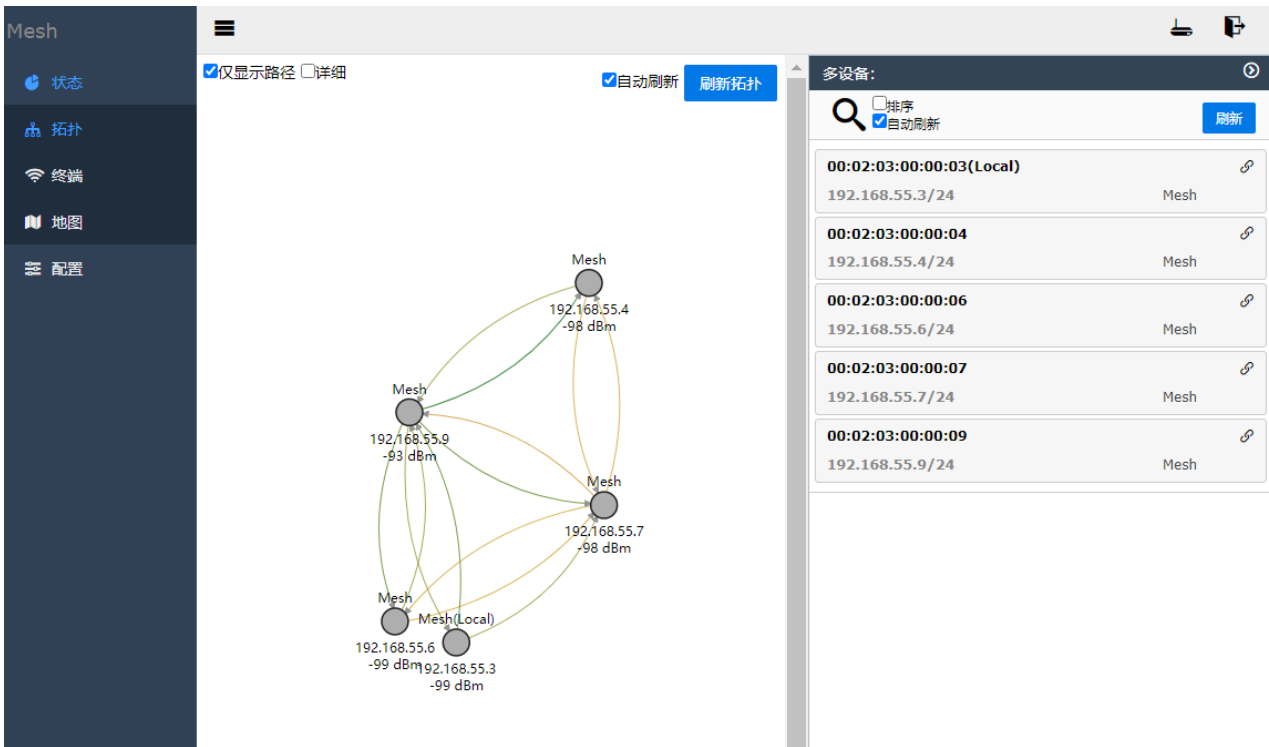 Mesh
状态
拓扑
终端
地图
配置
仅显示路径 详细
自动刷新 刷新拓扑
Mesh
192.168.55.4
-98 dBm
Mesh
192.168.55.9
-93 dBm
Mesh
192.168.55.7
-98 dBm
Mesh
192.168.55.6
-99 dBm
Mesh(Local)
192.168.55.3
-99 dBm
多设备:
排序
自动刷新
刷新
00:02:03:00:00:03(Local)
192.168.55.3/24 Mesh
00:02:03:00:00:04
192.168.55.4/24 Mesh
00:02:03:00:00:06
192.168.55.6/24 Mesh
00:02:03:00:00:07
192.168.55.7/24 Mesh
00:02:03:00:00:09
192.168.55.9/24 Mesh